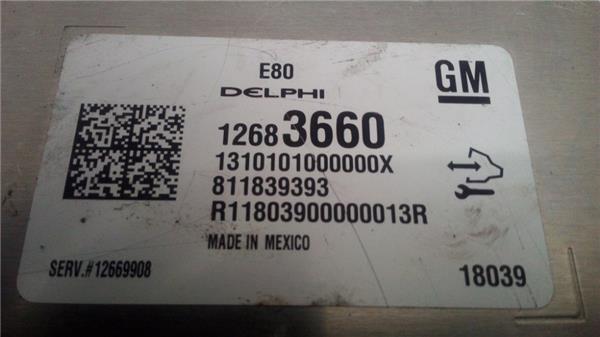 E80
GM
DELPHI
12683660
1310101000000X
811839393
R11803900000013R
MADE IN MEXICO
SERV.#12669908
18039